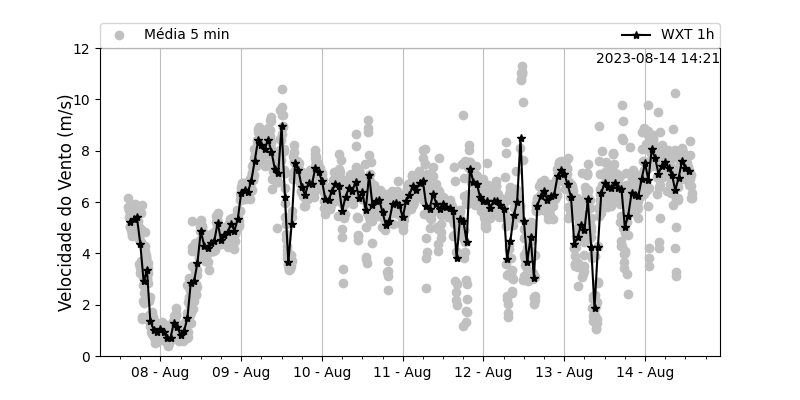 Média 5 min
WXT 1h
2023-08-14 14:21
Velocidade do Vento (m/s)
12
10
8
6
4
2
0
08 - Aug
09 - Aug
10 - Aug
11 - Aug
12 - Aug
13 - Aug
14 - Aug